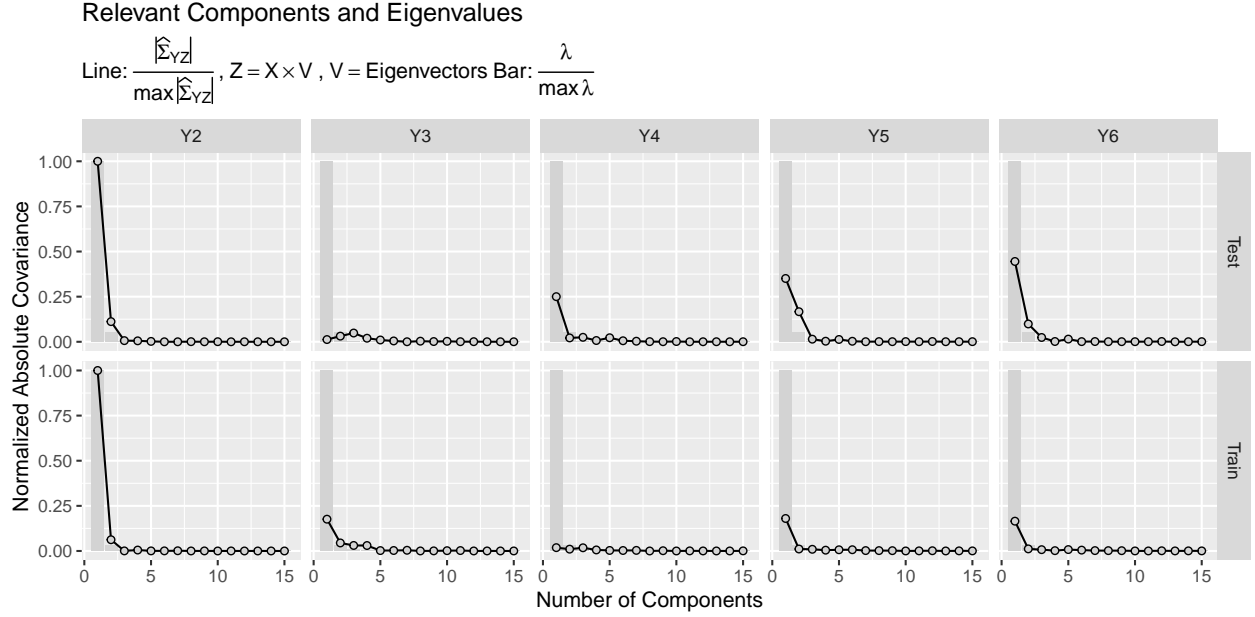 Relevant Components and Eigenvalues
Line: |Σ̂YZ| / max|Σ̂YZ| , Z = X × V , V = Eigenvectors Bar: λ / max λ
Y2 Y3 Y4 Y5 Y6
Normalized Absolute Covariance
1.00
0.75
0.50
0.25
0.00
Test
1.00
0.75
0.50
0.25
0.00
Train
0 5 10 15 0 5 10 15 0 5 10 15 0 5 10 15 0 5 10 15
Number of Components